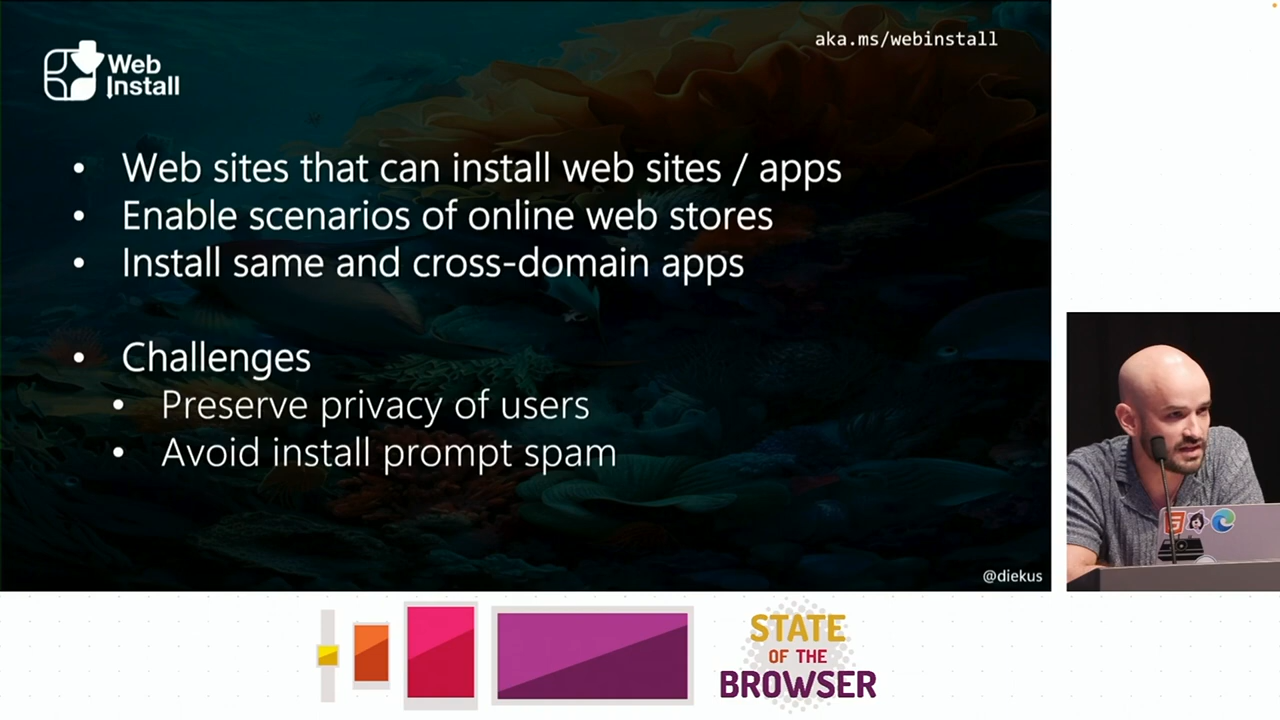 aka.ms/webinstall
Web
Install
• Web sites that can install web sites / apps
• Enable scenarios of online web stores
• Install same and cross-domain apps
• Challenges
• Preserve privacy of users
• Avoid install prompt spam
@diekus
STATE
OF THE
BROWSER